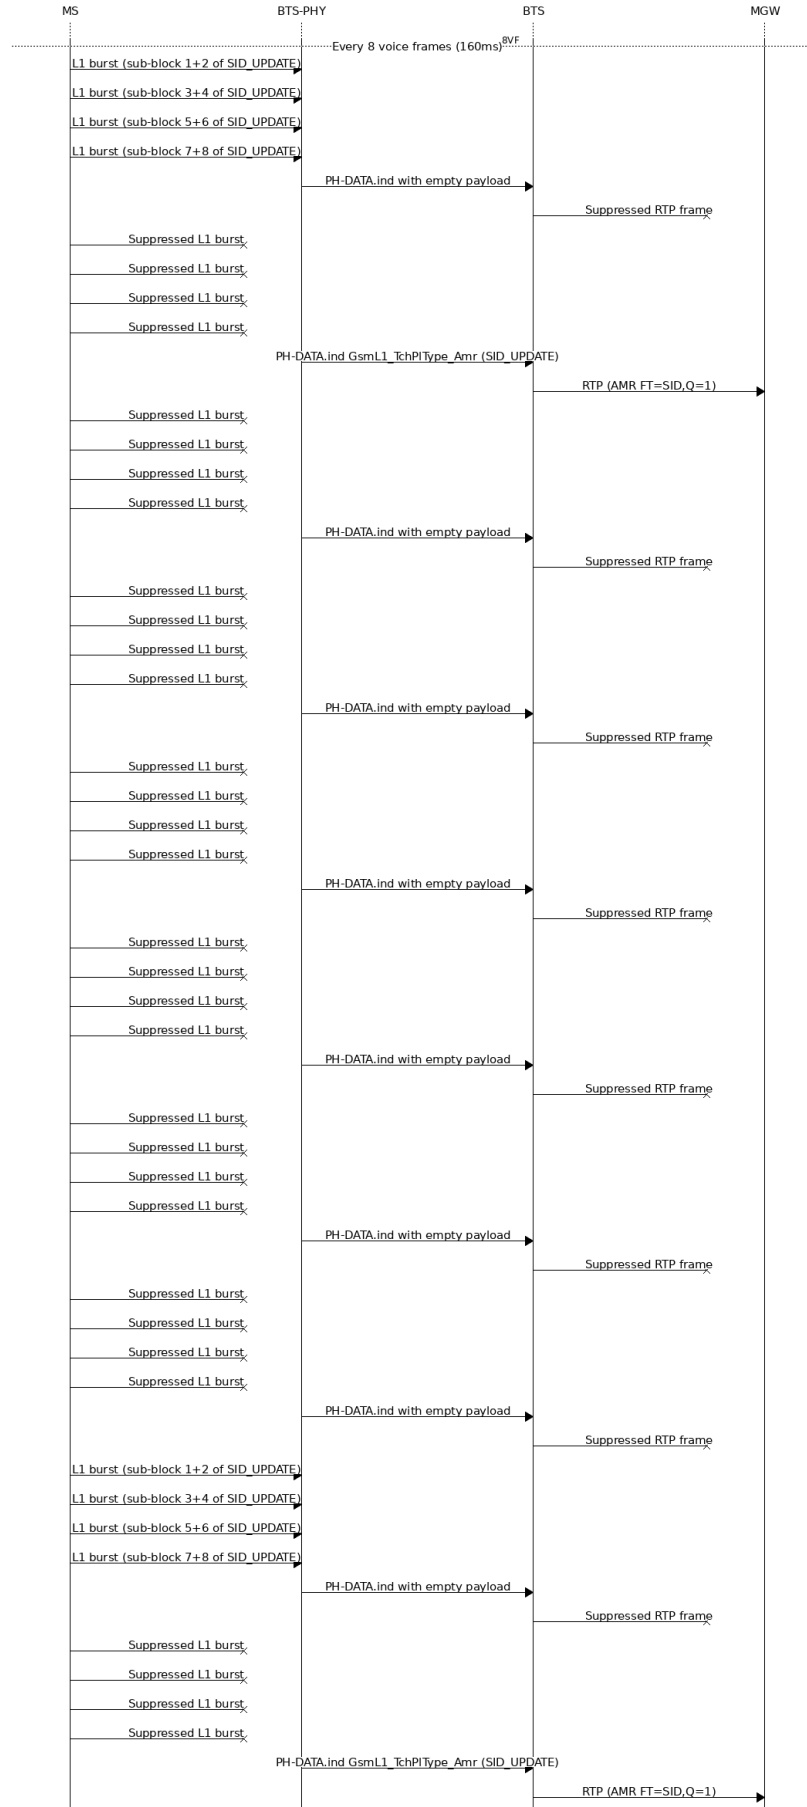 MS BTS-PHY BTS MGW
Every 8 voice frames (160ms) 8VF
L1 burst (sub-block 1+2 of SID_UPDATE)
L1 burst (sub-block 3+4 of SID_UPDATE)
L1 burst (sub-block 5+6 of SID_UPDATE)
L1 burst (sub-block 7+8 of SID_UPDATE)
PH-DATA.ind with empty payload
Suppressed RTP frame
Suppressed L1 burst
Suppressed L1 burst
Suppressed L1 burst
Suppressed L1 burst
PH-DATA.ind GsmL1_TchPlType_Amr (SID_UPDATE)
RTP (AMR FT=SID,Q=1)
Suppressed L1 burst
Suppressed L1 burst
Suppressed L1 burst
Suppressed L1 burst
PH-DATA.ind with empty payload
Suppressed RTP frame
Suppressed L1 burst
Suppressed L1 burst
Suppressed L1 burst
Suppressed L1 burst
PH-DATA.ind with empty payload
Suppressed RTP frame
Suppressed L1 burst
Suppressed L1 burst
Suppressed L1 burst
Suppressed L1 burst
PH-DATA.ind with empty payload
Suppressed RTP frame
Suppressed L1 burst
Suppressed L1 burst
Suppressed L1 burst
Suppressed L1 burst
PH-DATA.ind with empty payload
Suppressed RTP frame
Suppressed L1 burst
Suppressed L1 burst
Suppressed L1 burst
Suppressed L1 burst
PH-DATA.ind with empty payload
Suppressed RTP frame
Suppressed L1 burst
Suppressed L1 burst
Suppressed L1 burst
Suppressed L1 burst
PH-DATA.ind with empty payload
Suppressed RTP frame
L1 burst (sub-block 1+2 of SID_UPDATE)
L1 burst (sub-block 3+4 of SID_UPDATE)
L1 burst (sub-block 5+6 of SID_UPDATE)
L1 burst (sub-block 7+8 of SID_UPDATE)
PH-DATA.ind with empty payload
Suppressed RTP frame
Suppressed L1 burst
Suppressed L1 burst
Suppressed L1 burst
Suppressed L1 burst
PH-DATA.ind GsmL1_TchPlType_Amr (SID_UPDATE)
RTP (AMR FT=SID,Q=1)